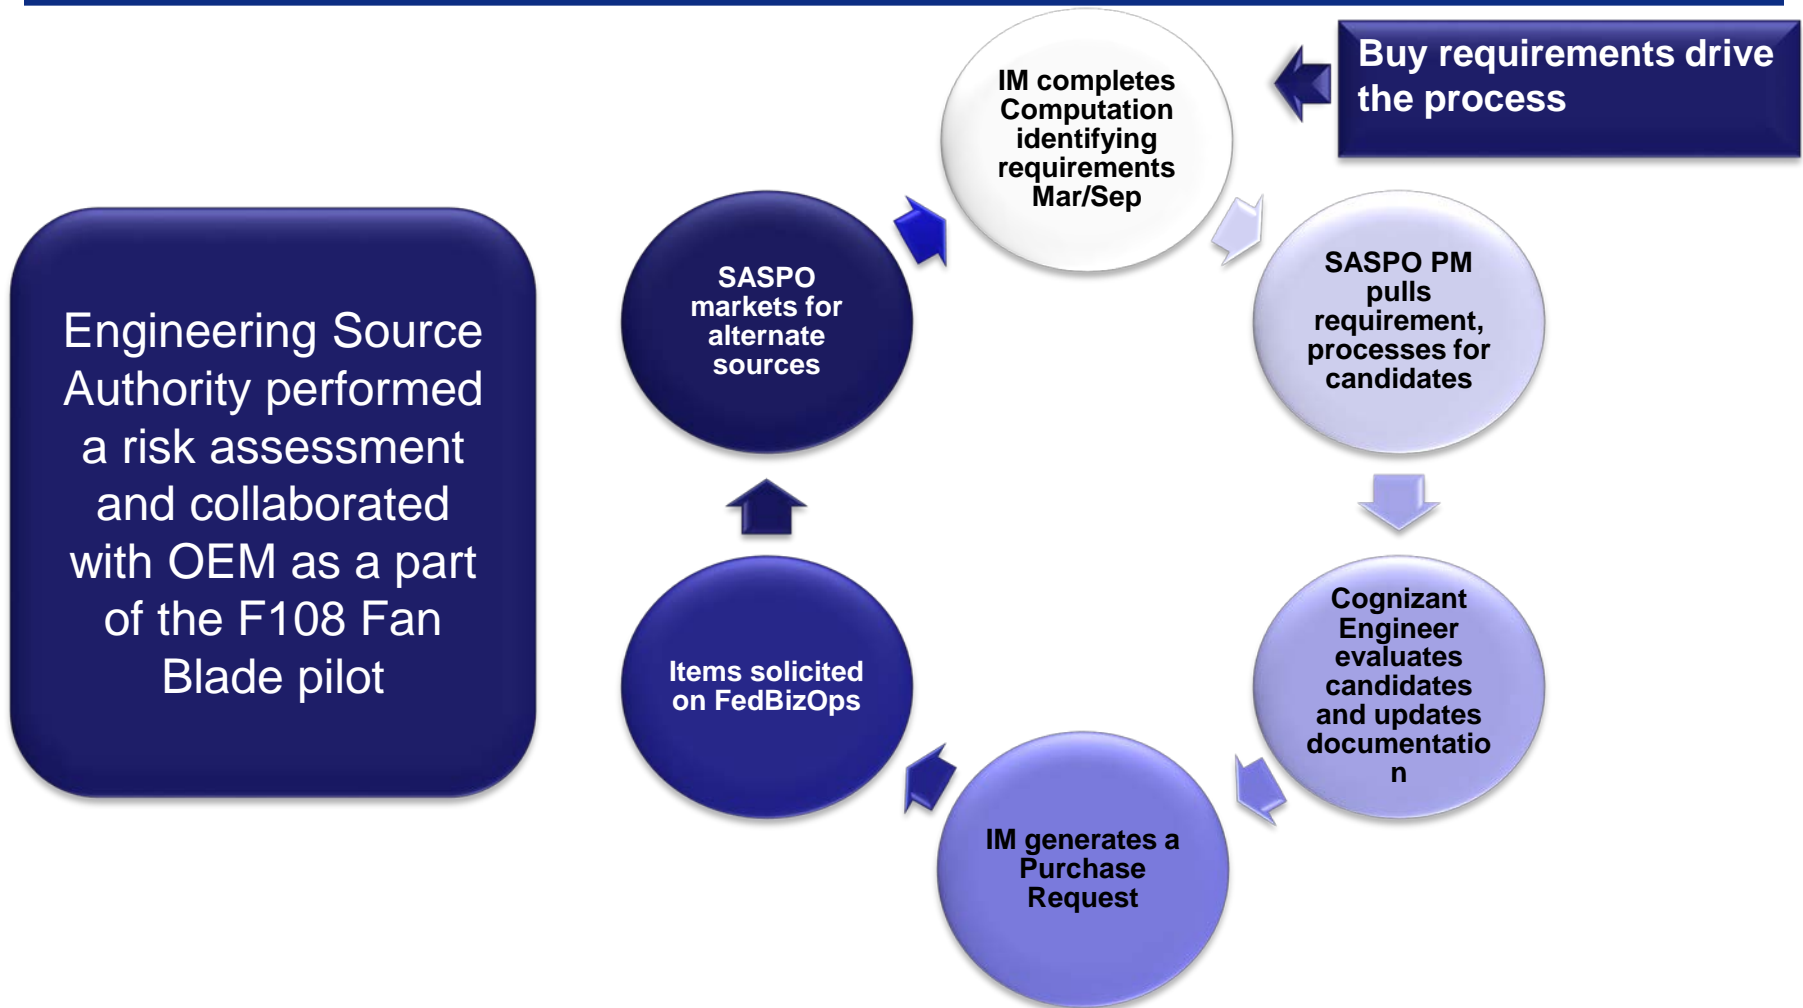 Buy requirements drive
the process
IM completes
Computation
identifying
requirements
Mar/Sep
SASPO PM
pulls
requirement,
processes for
candidates
Cognizant
Engineer
evaluates
candidates
and updates
documentatio
n
IM generates a
Purchase
Request
Items solicited
on FedBizOps
SASPO
markets for
alternate
sources
Engineering Source
Authority performed
a risk assessment
and collaborated
with OEM as a part
of the F108 Fan
Blade pilot